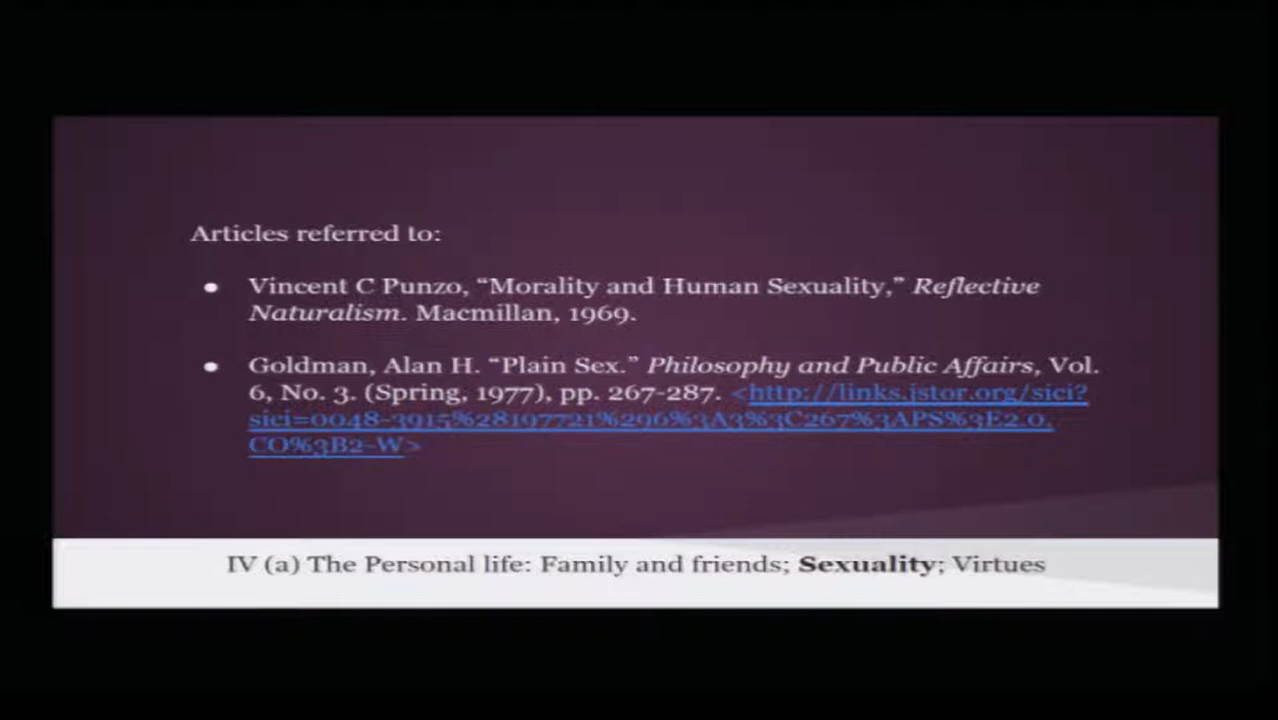 Articles referred to:
● Vincent C Punzo, “Morality and Human Sexuality,” Reflective
Naturalism. Macmillan, 1969.
● Goldman, Alan H. “Plain Sex.” Philosophy and Public Affairs, Vol.
6, No. 3. (Spring, 1977), pp. 267-287. <http://links.jstor.org/sici?
sici=0048-3915%28197721%296%3A3%3C267%3APS%3E2.0.
CO%3B2-W>
IV (a) The Personal life: Family and friends; Sexuality; Virtues